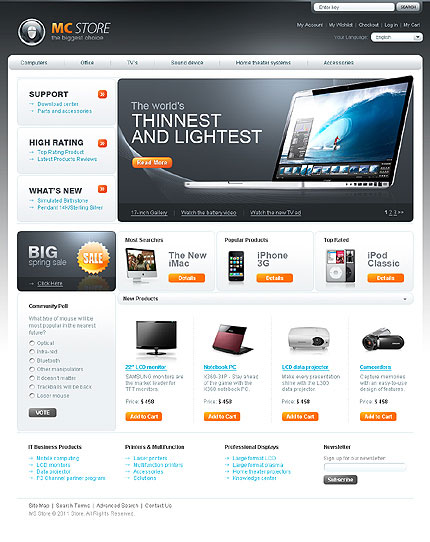 Enter key
SEARCH
MC STORE
the biggest choice
My Account / My Wishlist / Checkout / Log in / My Cart
Your Language: English
Computers Office TV's Sound device Home theater systems Accessories
SUPPORT
Download center
Parts and accessories
HIGH RATING
Top Rating Product
Latest Products Reviews
WHAT'S NEW
Simulated Birthstone
Pendant 14K/Sterling Silver
The world's
THINNEST
AND LIGHTEST
Read More
17-inch Gallery Watch the battery video Watch the new TV ad
1 2 3 >>
BIG
spring sale
SALE
Click Here
Most Searches
The New
iMac
Details
Popular Products
iPhone
3G
Details
Top Rated
iPod
Classic
Details
Community Poll
What type of mouse will
be most popular in the nearest
future?
Optical
Infra-red
Bluetooth
Other manipulators
It doesn't matter
Trackballs will be back
Laser mouse
VOTE
New Products
22" LCD monitor
SAMSUNG monitors are
the market leader for
TFT monitors
Price: $ 458
Add to Cart
Notebook PC
K360-31P - Stay ahead
of the game with the
K360 notebook PC.
Price: $ 458
Add to Cart
LCD data projector
Make every presentation
shine with the L303
data projector.
Price: $ 458
Add to Cart
Camcorders
Capture memories
with an easy-to-use
design of features.
Price: $ 458
Add to Cart
IT Business Products
Mobile computing
LCD monitors
Data projector
PC Channel partner program
Printers & Multifunction
Laser printers
Multifunction printers
Accessories
Solutions
Professional Displays
Large-format LCD
Large-format plasma
Home theater projectors
Knowledge center
Newsletter
Sign up for our newsletter:
Subscribe
Site Map | Search Terms | Advanced Search | Contact Us
MC Store © 2011 Store. All Rights Reserved.